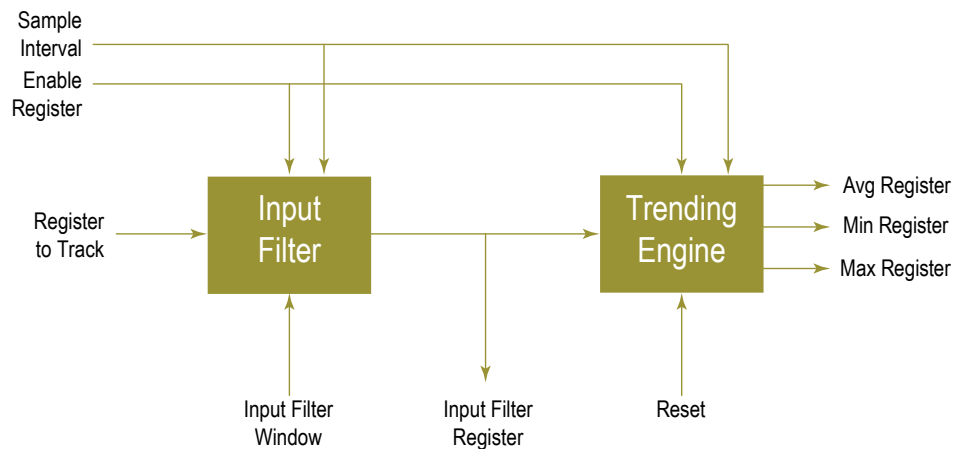 Sample
Interval
Enable
Register
Input
Filter
Trending
Engine
Avg Register
Min Register
Max Register
Register
to Track
Input Filter
Window
Input Filter
Register
Reset